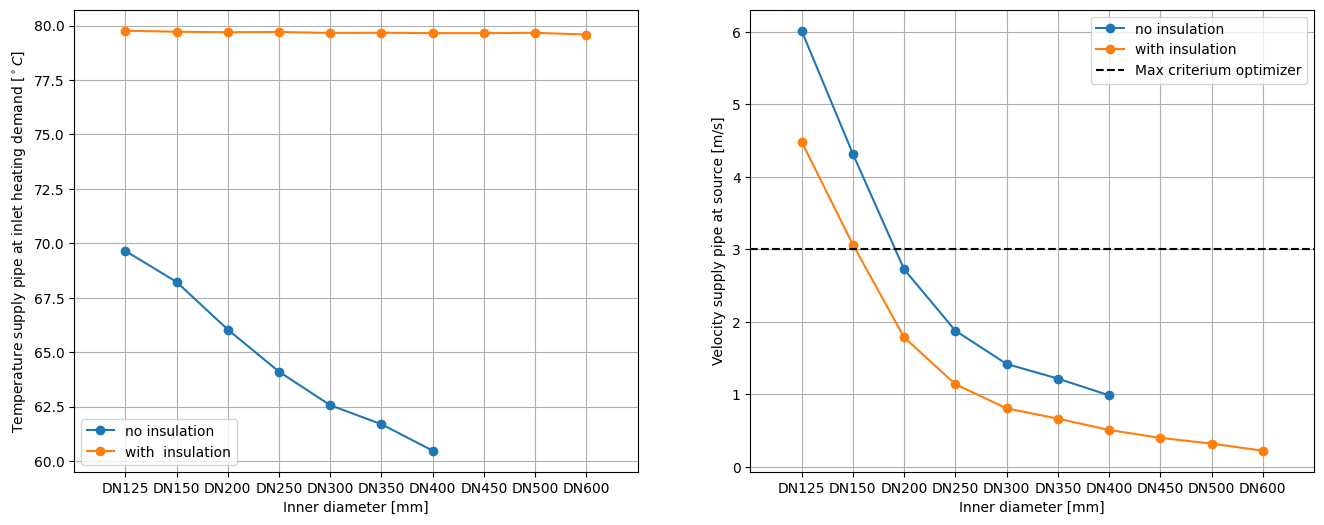 Temperature supply pipe at inlet heating demand [°C]
80.0
77.5
75.0
72.5
70.0
67.5
65.0
62.5
60.0
no insulation
with  insulation
DN125 DN150 DN200 DN250 DN300 DN350 DN400 DN450 DN500 DN600
Inner diameter [mm]
Velocity supply pipe at source [m/s]
6
5
4
3
2
1
0
no insulation
with insulation
Max criterium optimizer
DN125 DN150 DN200 DN250 DN300 DN350 DN400 DN450 DN500 DN600
Inner diameter [mm]